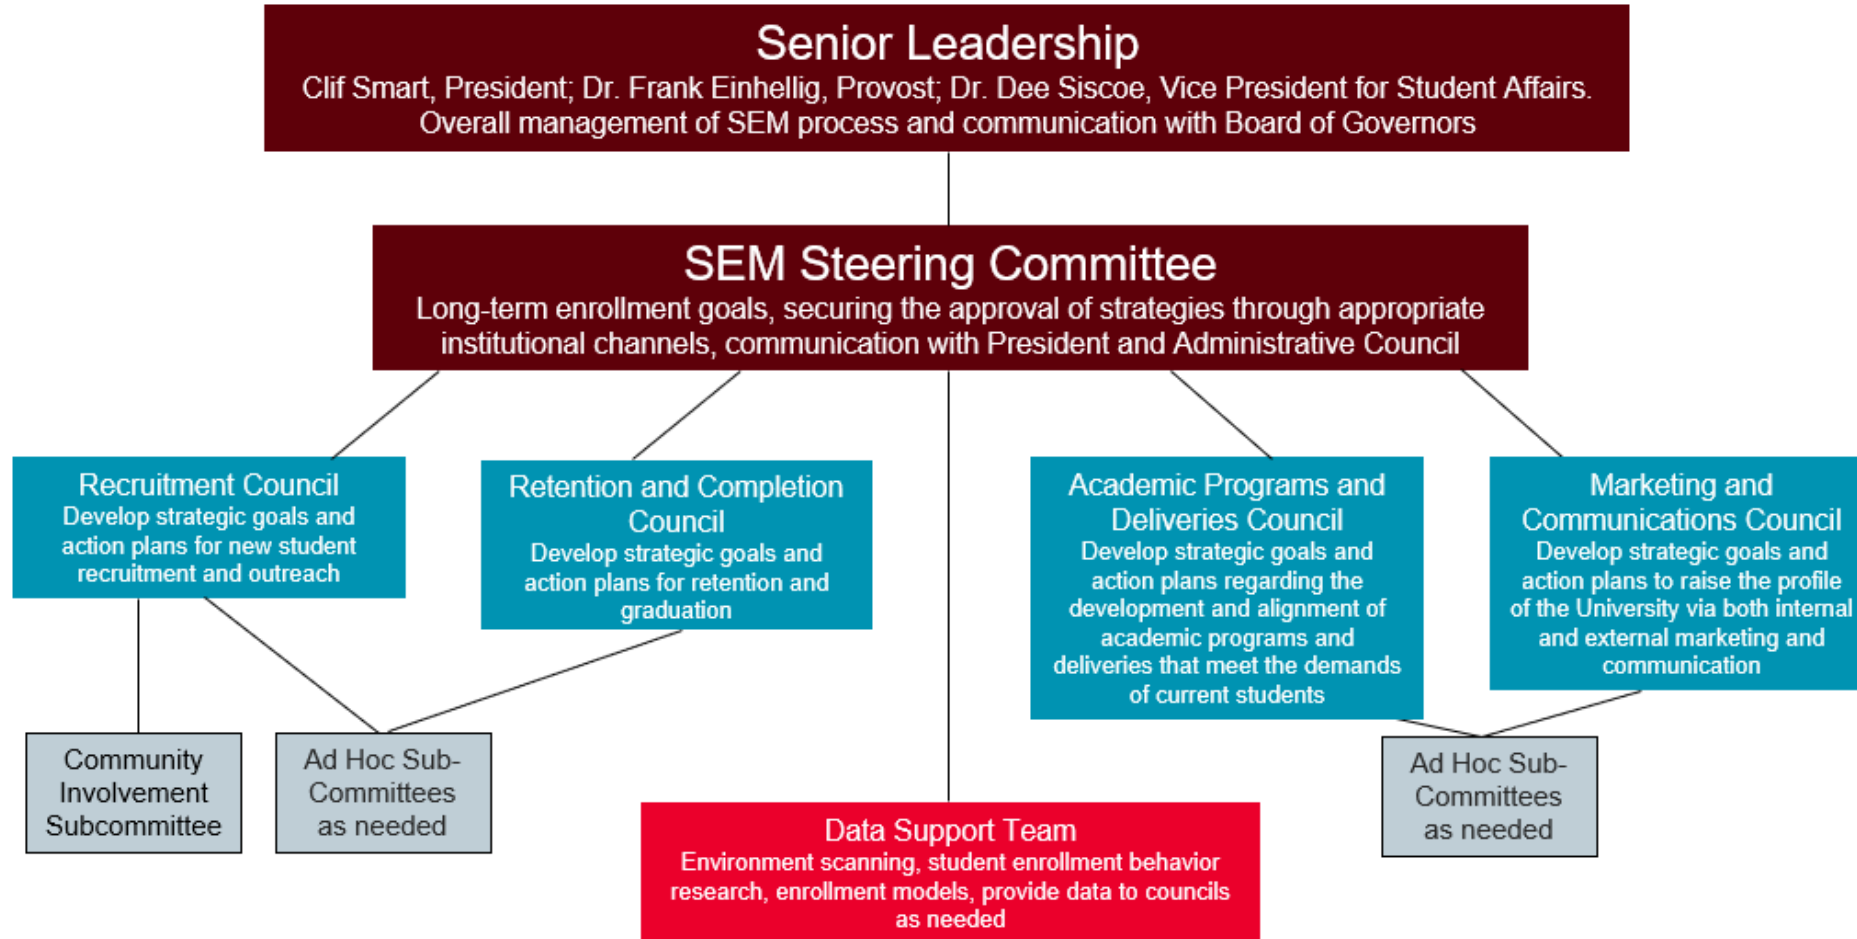 Senior Leadership
Clif Smart, President; Dr. Frank Einhellig, Provost; Dr. Dee Siscoe, Vice President for Student Affairs.
Overall management of SEM process and communication with Board of Governors
SEM Steering Committee
Long-term enrollment goals, securing the approval of strategies through appropriate
institutional channels, communication with President and Administrative Council
Recruitment Council
Develop strategic goals and
action plans for new student
recruitment and outreach
Retention and Completion
Council
Develop strategic goals and
action plans for retention and
graduation
Academic Programs and
Deliveries Council
Develop strategic goals and
action plans regarding the
development and alignment of
academic programs and
deliveries that meet the demands
of current students
Marketing and
Communications Council
Develop strategic goals and
action plans to raise the profile
of the University via both internal
and external marketing and
communication
Community
Involvement
Subcommittee
Ad Hoc Sub-
Committees
as needed
Data Support Team
Environment scanning, student enrollment behavior
research, enrollment models, provide data to councils
as needed
Ad Hoc Sub-
Committees
as needed